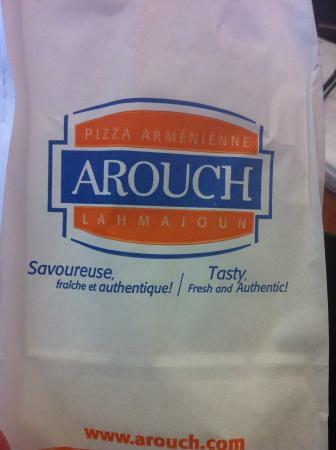 PIZZA ARMÉNIENNE
AROUCH
LAHMAJOUN
Savoureuse,
fraîche et authentique!
Tasty,
Fresh and Authentic!
www.arouch.com